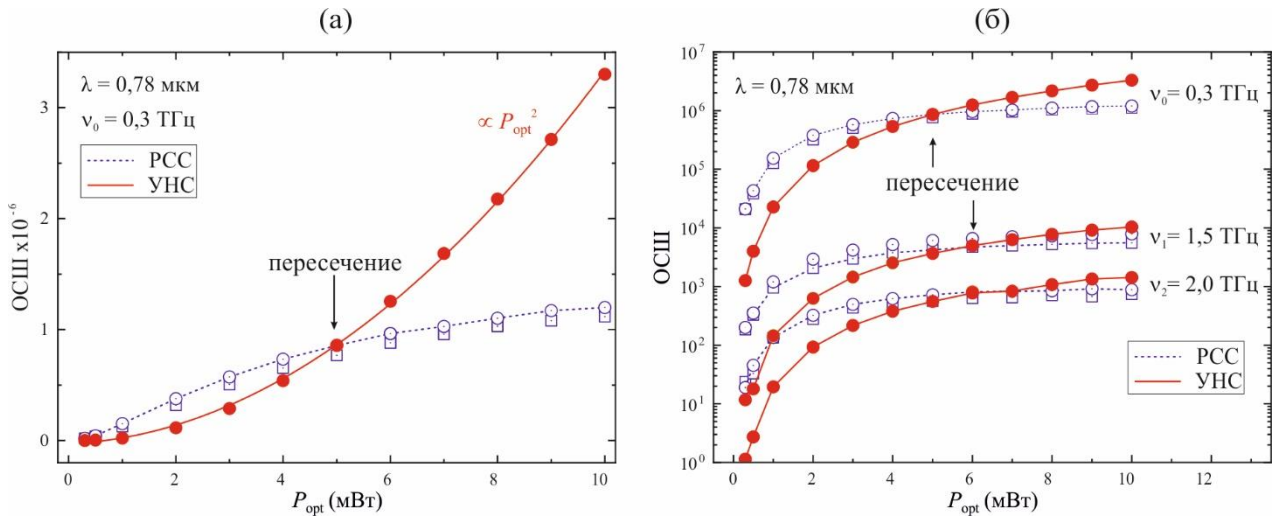 (а)
λ = 0,78 мкм
ν₀ = 0,3 ТГц
РСС
УНС
∝ Pₒₚₜ²
пересечение
ОСШ x10⁻⁶
3
2
1
0
0 2 4 6 8 10
Pₒₚₜ (мВт)
(б)
λ = 0,78 мкм
ν₀= 0,3 ТГц
пересечение
ν₁= 1,5 ТГц
ν₂= 2,0 ТГц
РСС
УНС
ОСШ
10⁷
10⁶
10⁵
10⁴
10³
10²
10¹
10⁰
0 2 4 6 8 10 12
Pₒₚₜ (мВт)